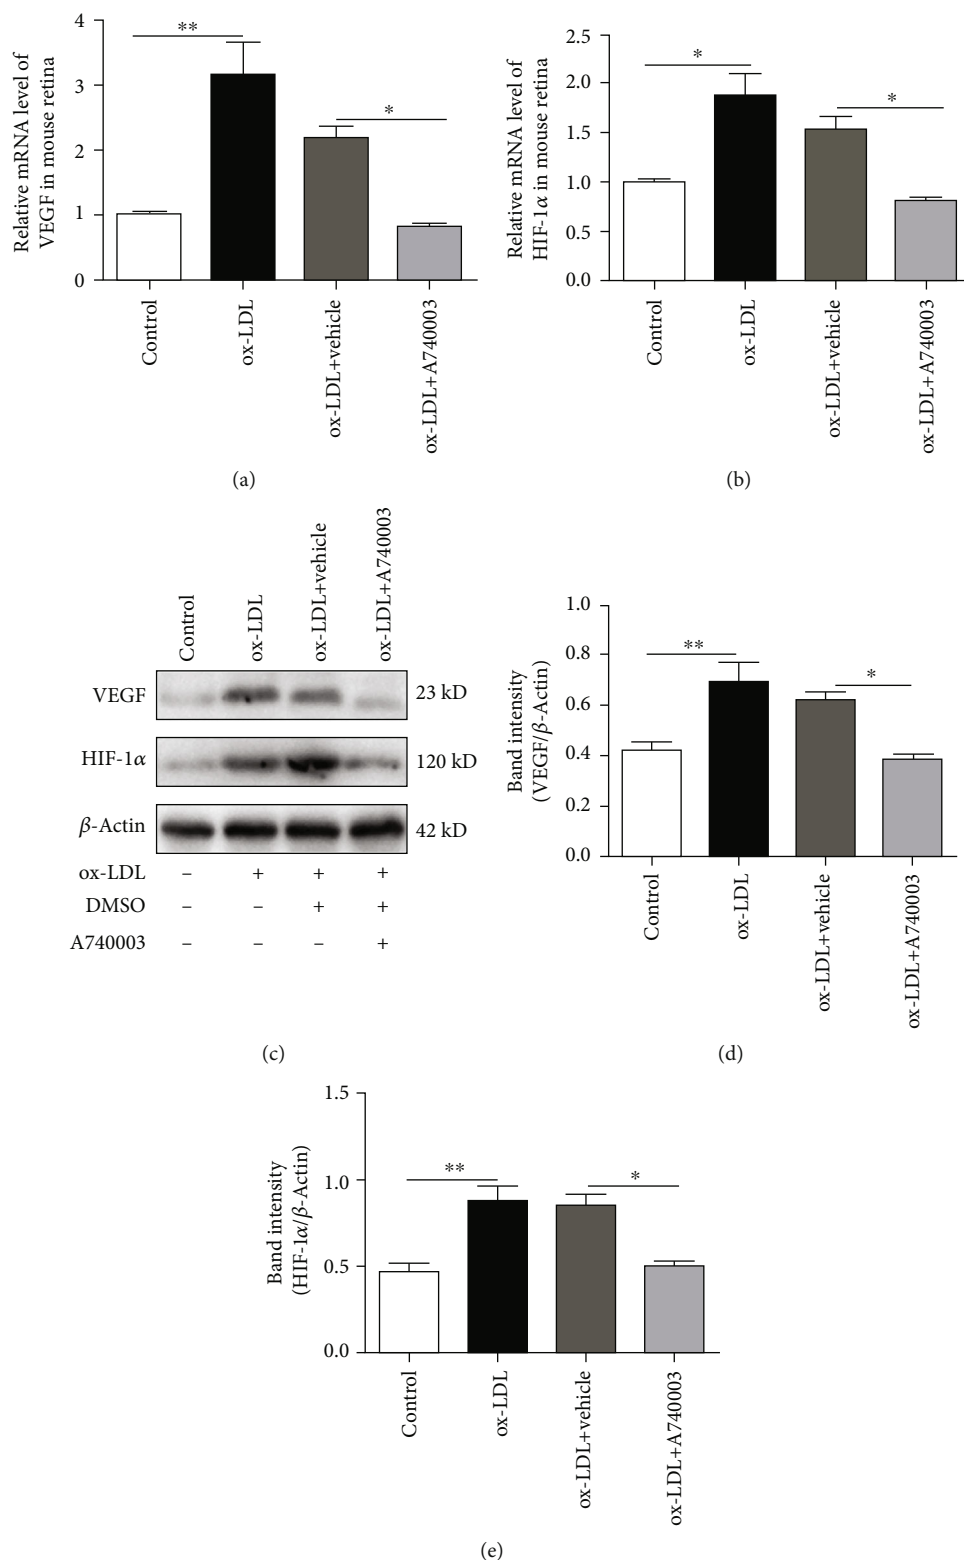 Relative mRNA level of
VEGF in mouse retina
4
3
2
1
0
**
*
Control
ox-LDL
ox-LDL+vehicle
ox-LDL+A740003
(a)
Relative mRNA level of
HIF-1α in mouse retina
2.5
2.0
1.5
1.0
0.5
0.0
*
*
Control
ox-LDL
ox-LDL+vehicle
ox-LDL+A740003
(b)
Control
ox-LDL
ox-LDL+vehicle
ox-LDL+A740003
VEGF 23 kD
HIF-1α 120 kD
β-Actin 42 kD
ox-LDL – + + +
DMSO – – + +
A740003 – – – +
(c)
Band intensity
(VEGF/β-Actin)
1.0
0.8
0.6
0.4
0.2
0.0
**
*
Control
ox-LDL
ox-LDL+vehicle
ox-LDL+A740003
(d)
Band intensity
(HIF-1α/β-Actin)
1.5
1.0
0.5
0.0
**
*
Control
ox-LDL
ox-LDL+vehicle
ox-LDL+A740003
(e)